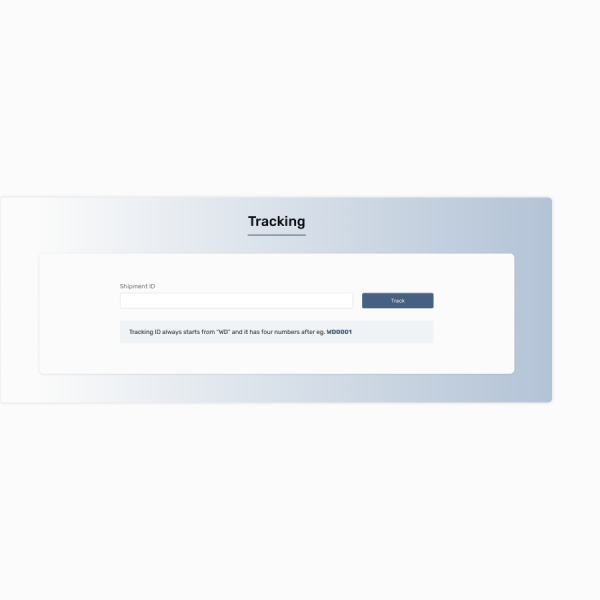 Tracking
Shipment ID
Track
Tracking ID always starts from "WD" and it has four numbers after eg. WD0001